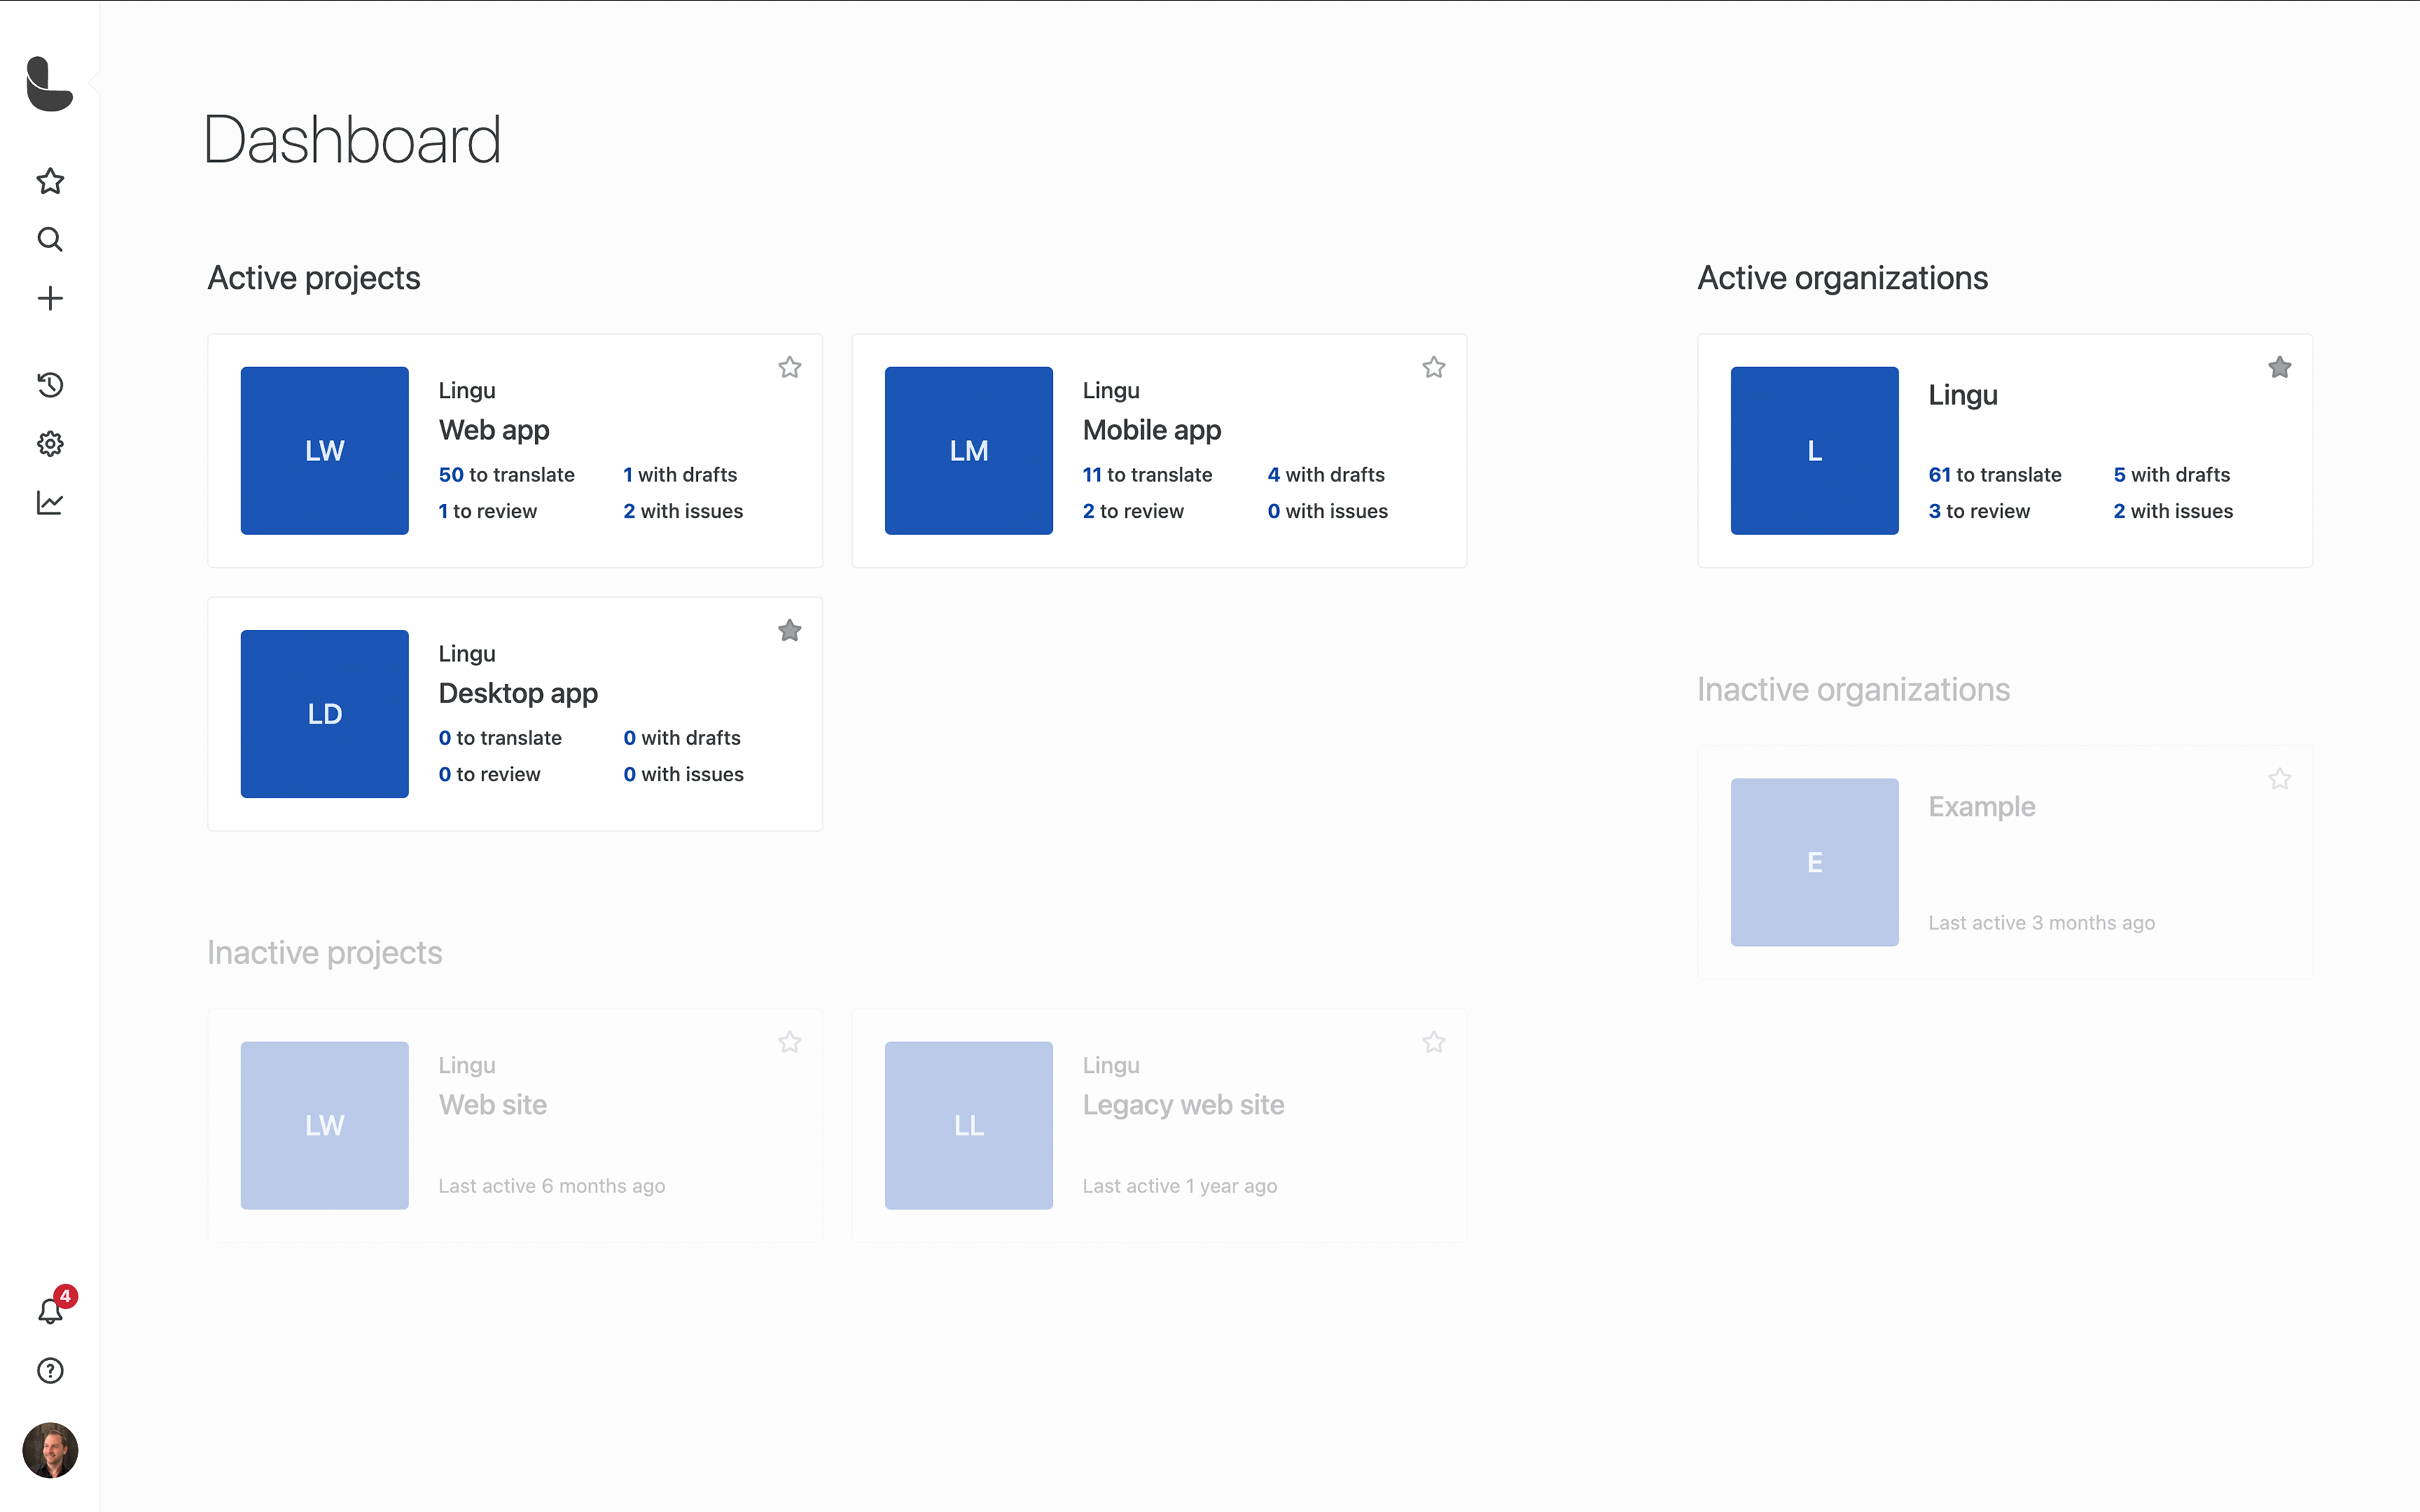 Dashboard
Active projects
LW
Lingu
Web app
50 to translate
1 with drafts
1 to review
2 with issues
LM
Lingu
Mobile app
11 to translate
4 with drafts
2 to review
0 with issues
LD
Lingu
Desktop app
0 to translate
0 with drafts
0 to review
0 with issues
Inactive projects
LW
Lingu
Web site
Last active 6 months ago
LL
Lingu
Legacy web site
Last active 1 year ago
Active organizations
L
Lingu
61 to translate
5 with drafts
3 to review
2 with issues
Inactive organizations
E
Example
Last active 3 months ago
4
?